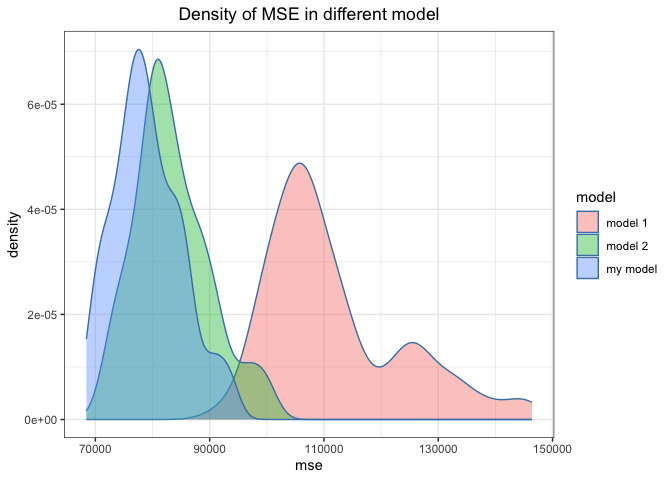 Density of MSE in different model
density
6e-05
4e-05
2e-05
0e+00
70000
90000
110000
130000
150000
mse
model
model 1
model 2
my model